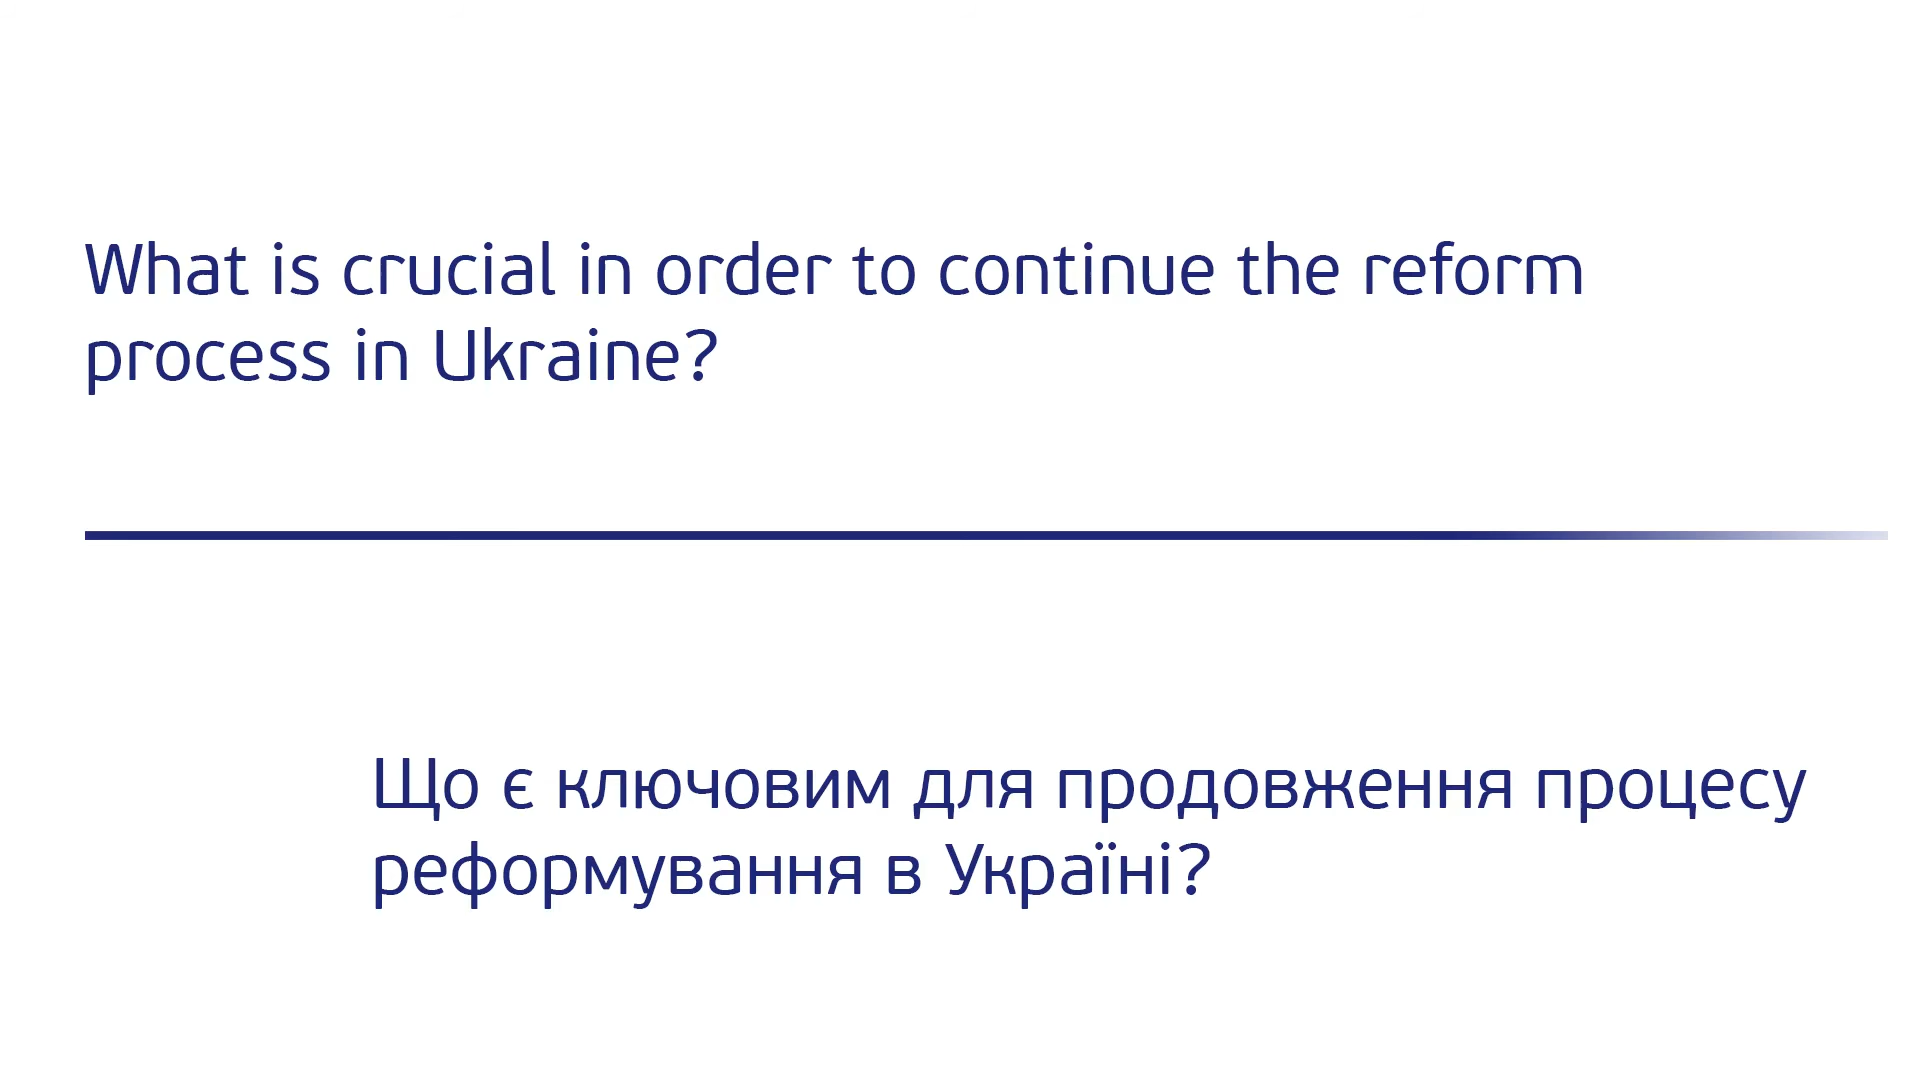 What is crucial in order to continue the reform
process in Ukraine?
Що є ключовим для продовження процесу
реформування в Україні?